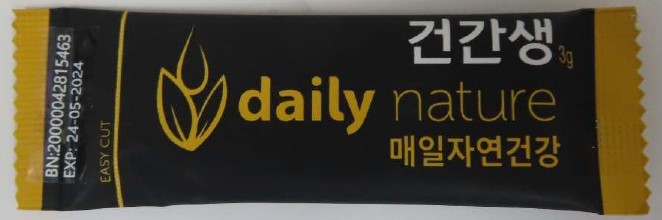 BN:20000042815463
EXP: 24-05-2024
EASY CUT
건간생
3g
daily nature
매일자연건강